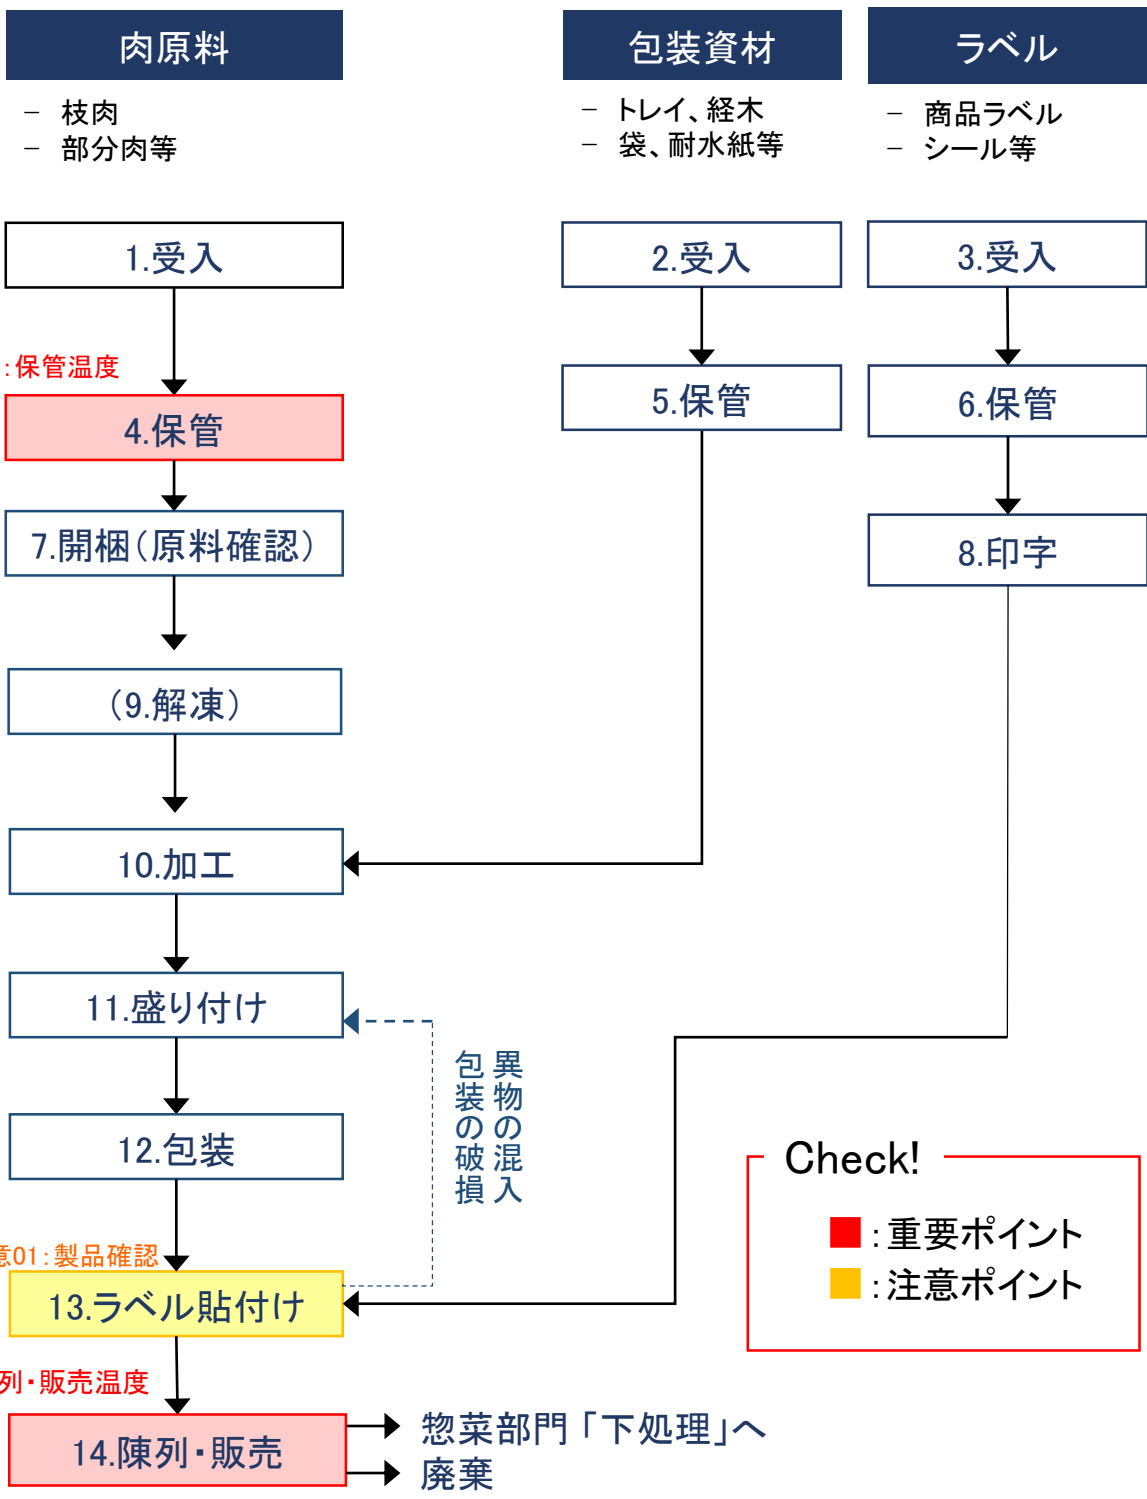 肉原料
包装資材
ラベル
− 枝肉
− 部分肉等
− トレイ、経木
− 袋、耐水紙等
− 商品ラベル
− シール等
1.受入
2.受入
3.受入
：保管温度
4.保管
5.保管
6.保管
7.開梱（原料確認）
8.印字
（9.解凍）
10.加工
11.盛り付け
異物の混入
包装の破損
12.包装
意01：製品確認
13.ラベル貼付け
列・販売温度
14.陳列・販売
惣菜部門「下処理」へ
廃棄
Check!
：重要ポイント
：注意ポイント